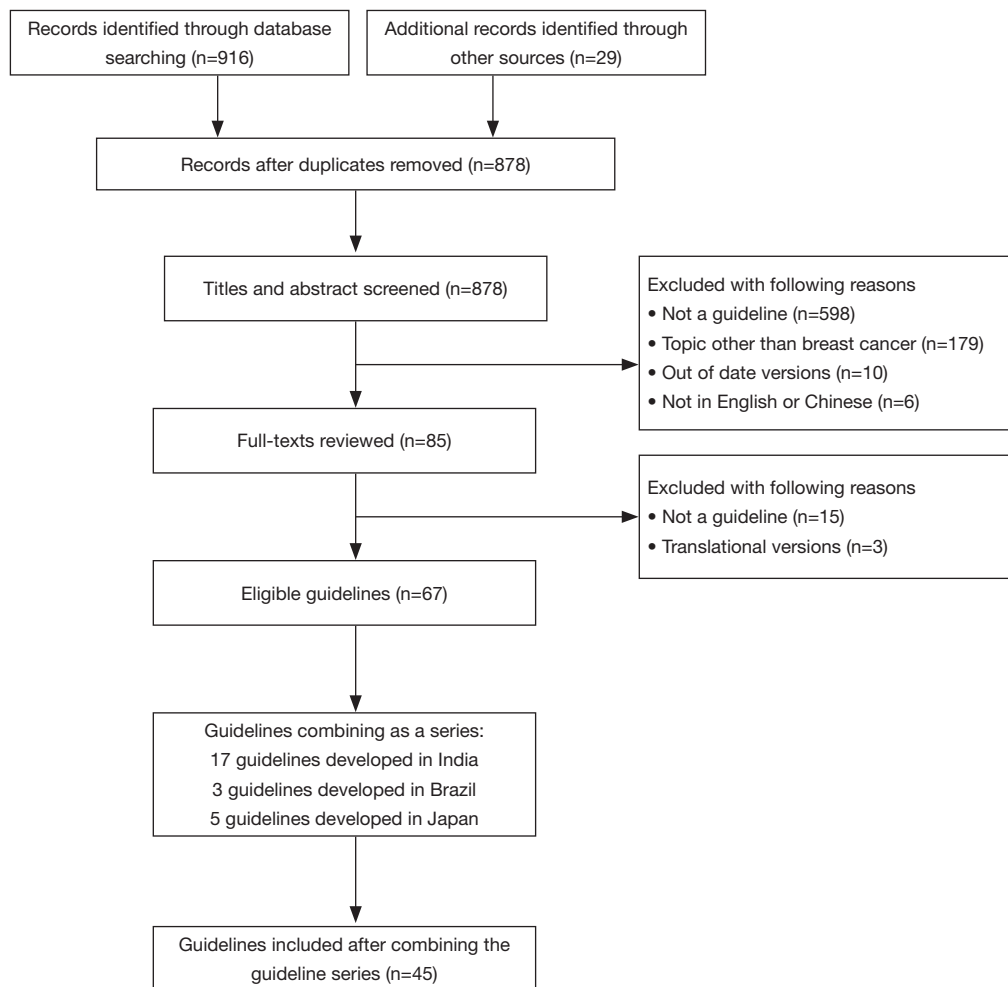 Records identified through database
searching (n=916)
Additional records identified through
other sources (n=29)
Records after duplicates removed (n=878)
Titles and abstract screened (n=878)
Excluded with following reasons
• Not a guideline (n=598)
• Topic other than breast cancer (n=179)
• Out of date versions (n=10)
• Not in English or Chinese (n=6)
Full-texts reviewed (n=85)
Excluded with following reasons
• Not a guideline (n=15)
• Translational versions (n=3)
Eligible guidelines (n=67)
Guidelines combining as a series:
17 guidelines developed in India
3 guidelines developed in Brazil
5 guidelines developed in Japan
Guidelines included after combining the
guideline series (n=45)